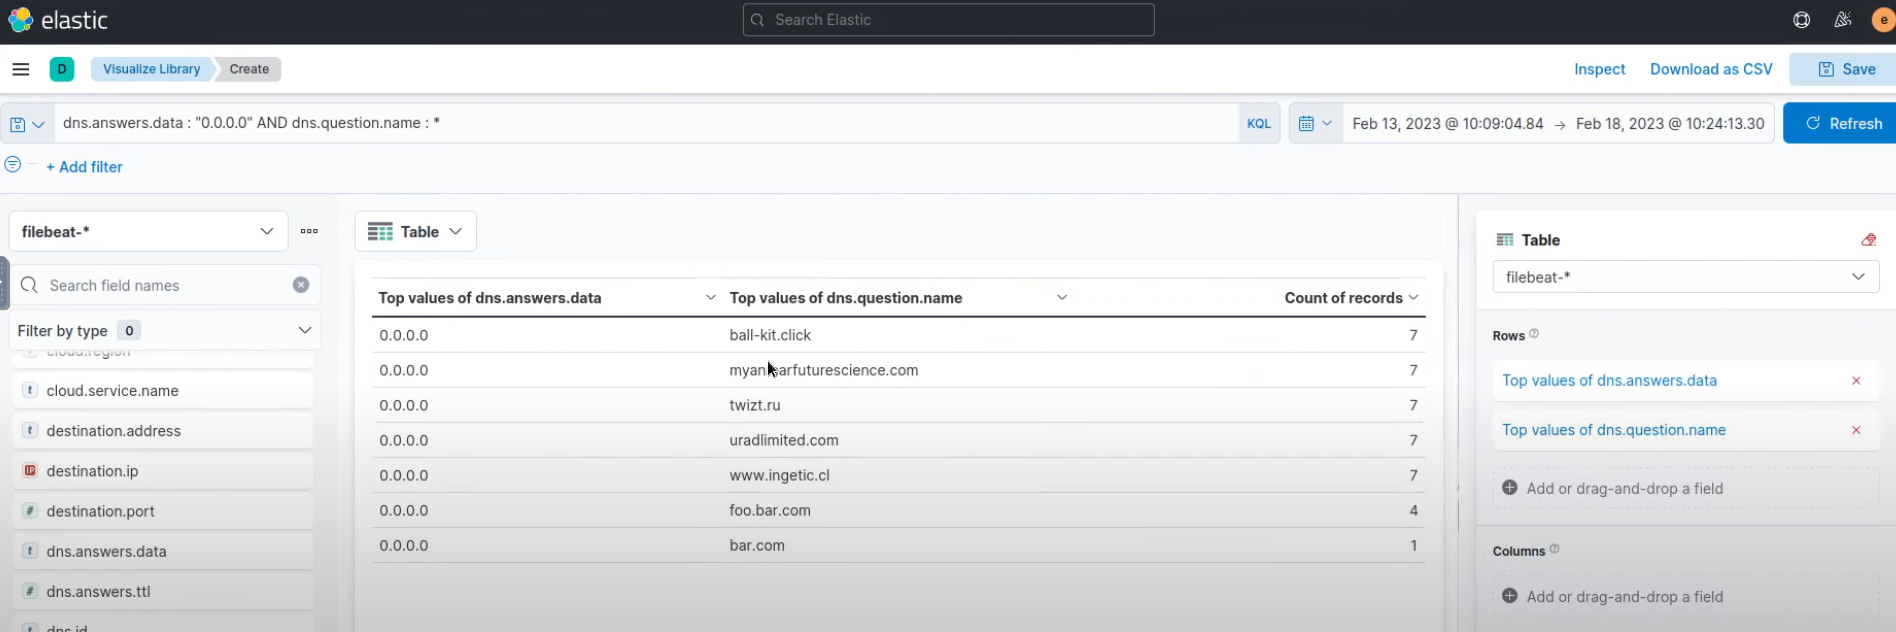 elastic
Search Elastic
e
D
Visualize Library
Create
Inspect
Download as CSV
Save
dns.answers.data : "0.0.0.0" AND dns.question.name : *
KQL
Feb 13, 2023 @ 10:09:04.84 → Feb 18, 2023 @ 10:24:13.30
Refresh
+ Add filter
filebeat-*
Search field names
Filter by type 0
cloud.region
t cloud.service.name
t destination.address
IP destination.ip
# destination.port
t dns.answers.data
# dns.answers.ttl
dns.id
Table
Top values of dns.answers.data Top values of dns.question.name Count of records
0.0.0.0 ball-kit.click 7
0.0.0.0 7
0.0.0.0 twizt.ru 7
0.0.0.0 uradlimited.com 7
0.0.0.0 www.ingetic.cl 7
0.0.0.0 foo.bar.com 4
0.0.0.0 bar.com 1
Table
filebeat-*
Rows
Top values of dns.answers.data
Top values of dns.question.name
Add or drag-and-drop a field
Columns
Add or drag-and-drop a field